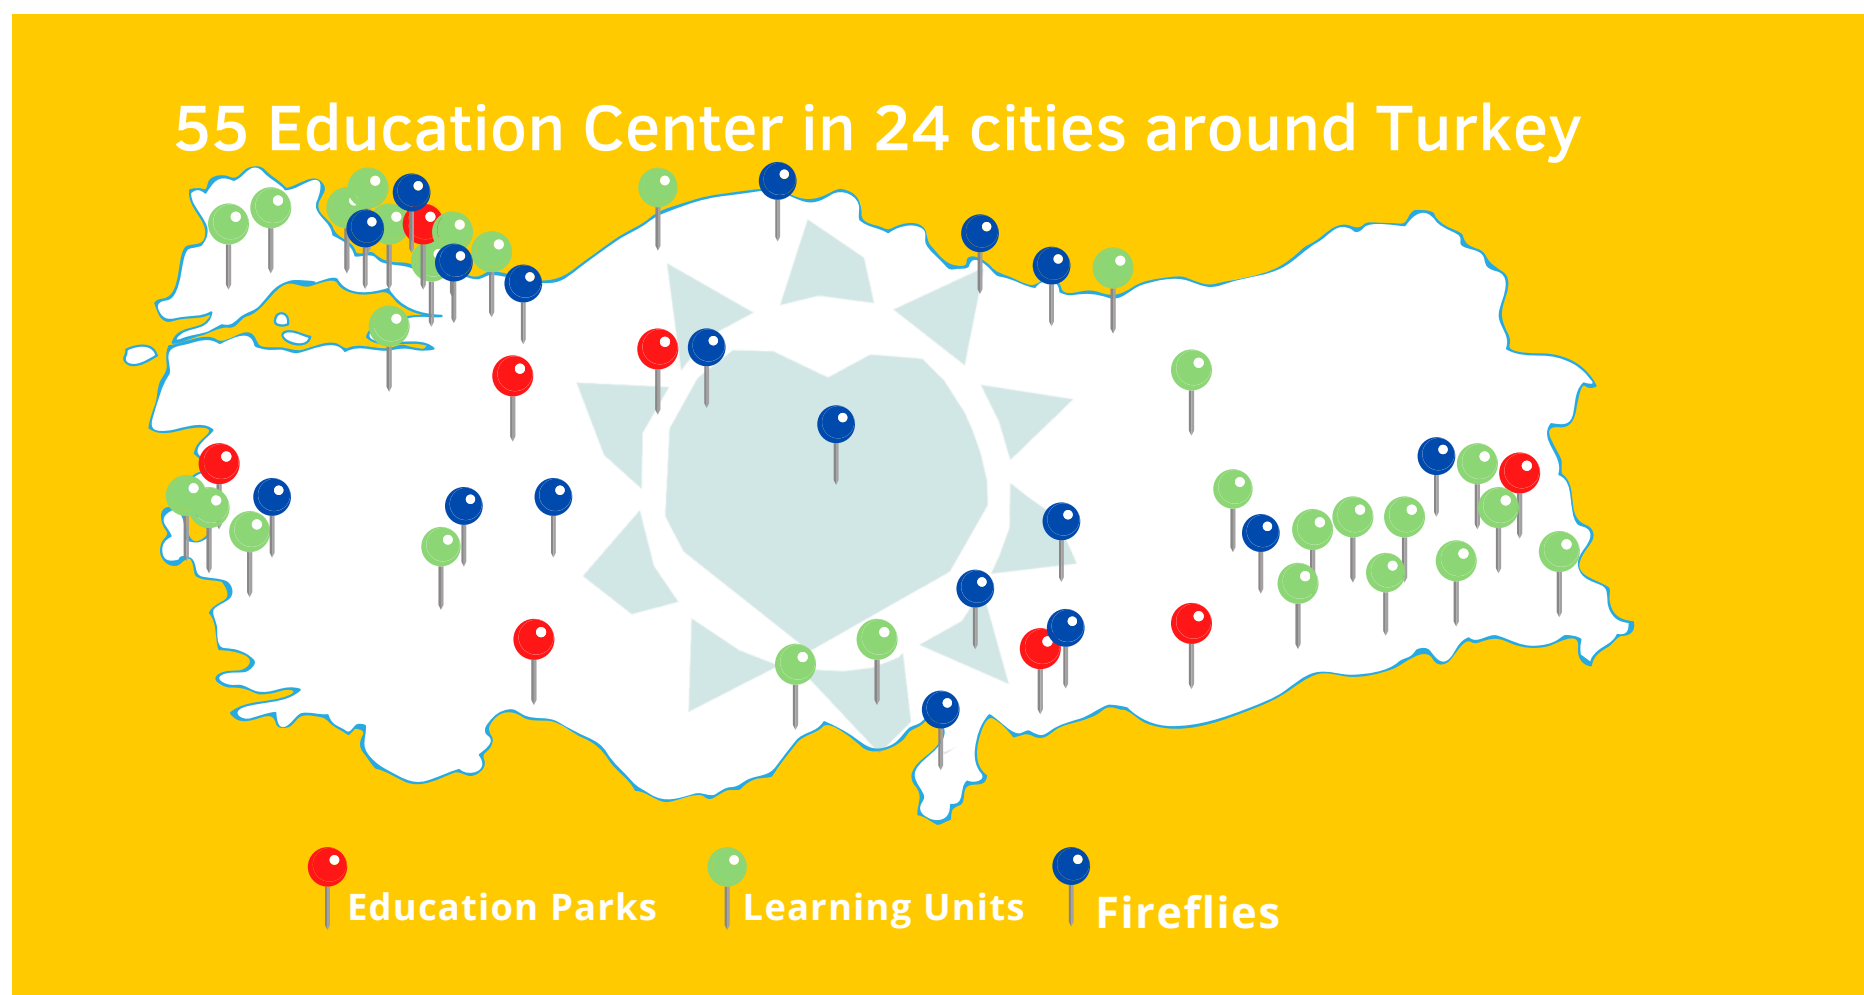 55 Education Center in 24 cities around Turkey
Education Parks
Learning Units
Fireflies